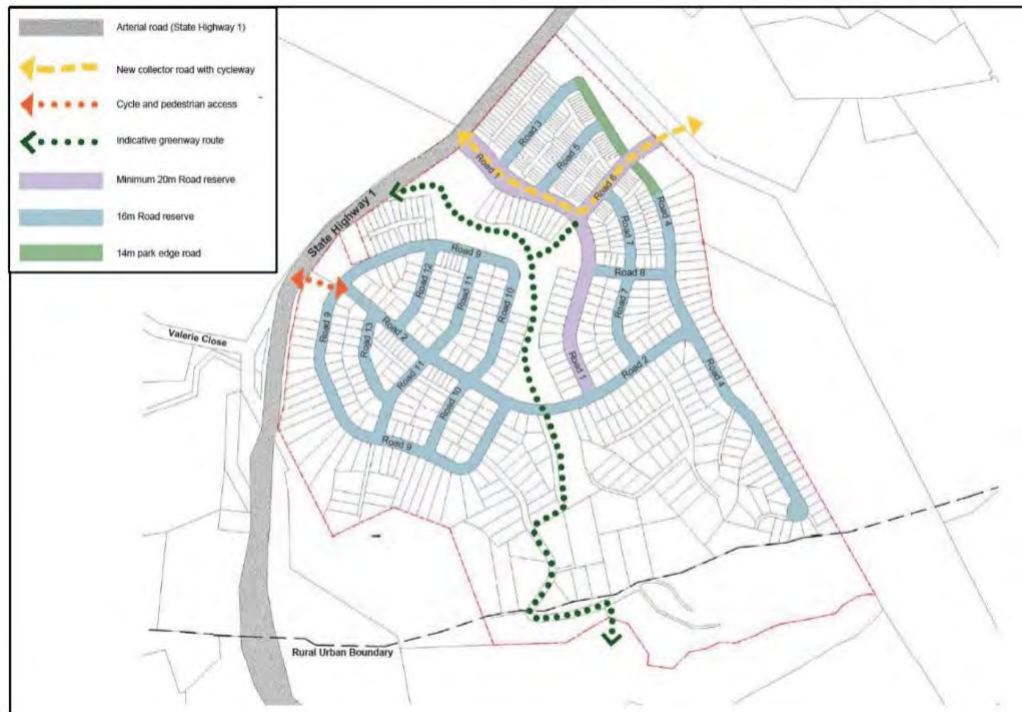 Arterial road (State Highway 1)
New collector road with cycleway
Cycle and pedestrian access
Indicative greenway route
Minimum 20m Road reserve
16m Road reserve
14m park edge road
Road 3
Road 5
Road 1
Road 6
State Highway 1
Road 7
Road 4
Road 9
Road 12
Road 11
Road 10
Road 8
Road 9
Road 13
Road 2
Road 7
Valerie Close
Road 11
Road 1
Road 2
Road 4
Road 10
Road 9
Rural Urban Boundary